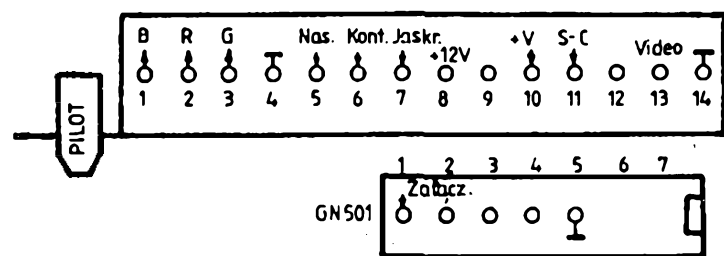 B R G Nas. Kont. Jaskr. +12V +V S-C Video
1 2 3 4 5 6 7 8 9 10 11 12 13 14
PILOT
1 2 3 4 5 6 7
Załącz.
GN501